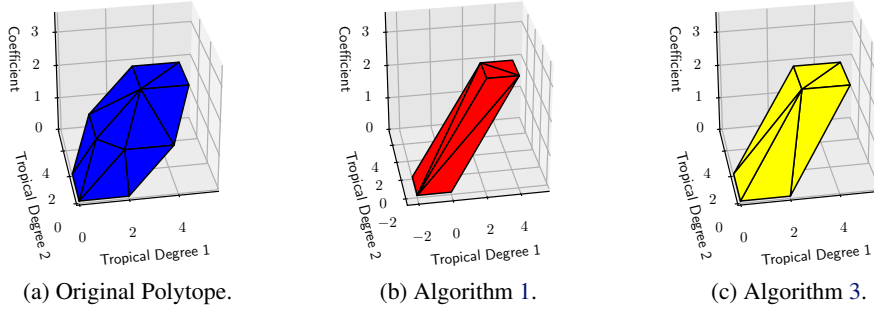 Coefficient
3
2
1
0
Tropical Degree 2
4
2
0
0
2
4
Tropical Degree 1
(a) Original Polytope.
Coefficient
3
2
1
0
Tropical Degree 2
4
2
0
−2
−2
0
2
4
Tropical Degree 1
(b) Algorithm 1.
Coefficient
3
2
1
0
Tropical Degree 2
4
2
0
0
2
4
Tropical Degree 1
(c) Algorithm 3.